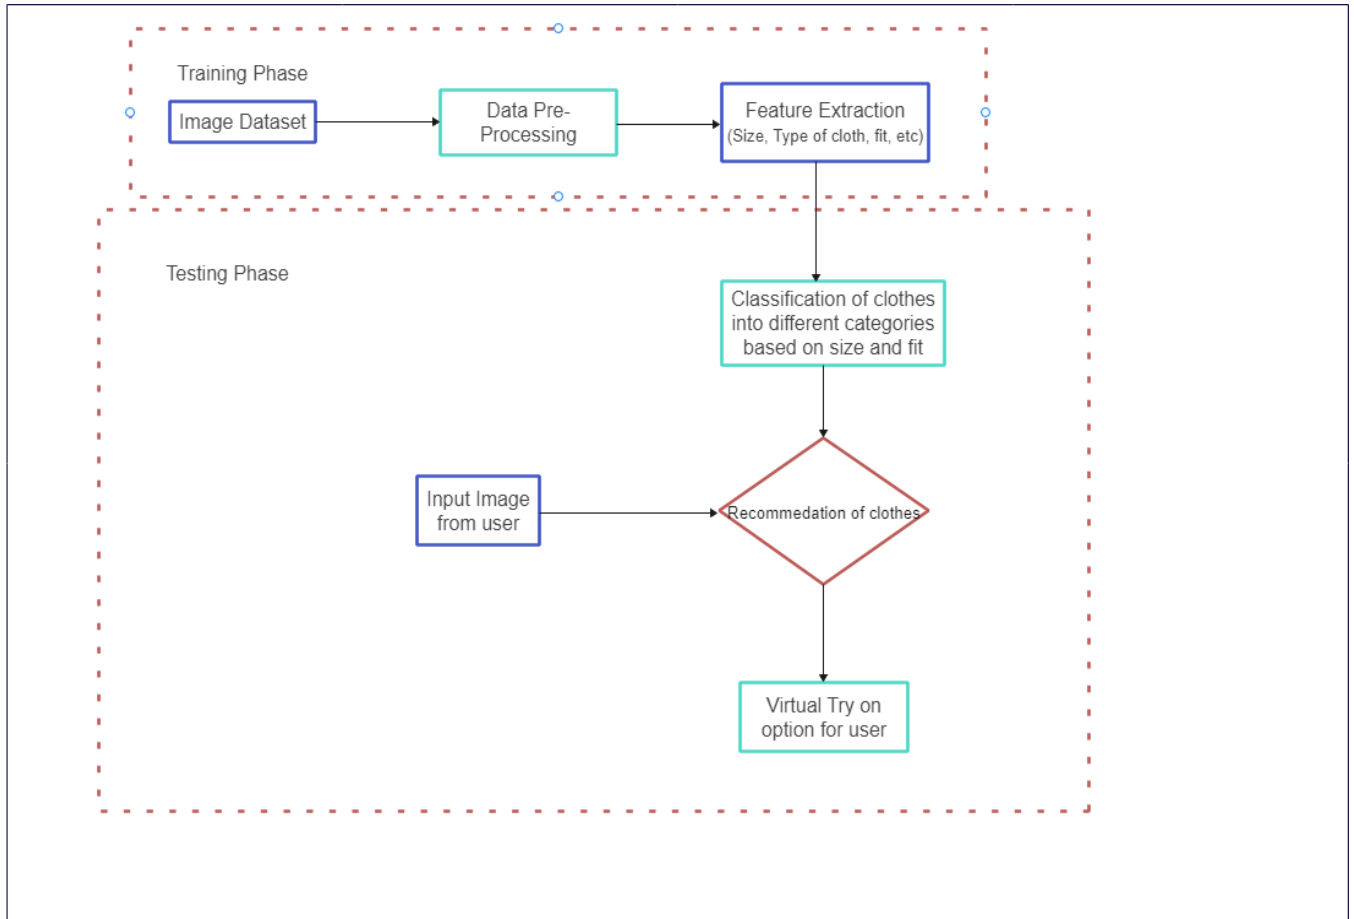 Training Phase
Image Dataset
Data Pre-
Processing
Feature Extraction
(Size, Type of cloth, fit, etc)
Testing Phase
Classification of clothes
into different categories
based on size and fit
Input Image
from user
Recommedation of clothes
Virtual Try on
option for user